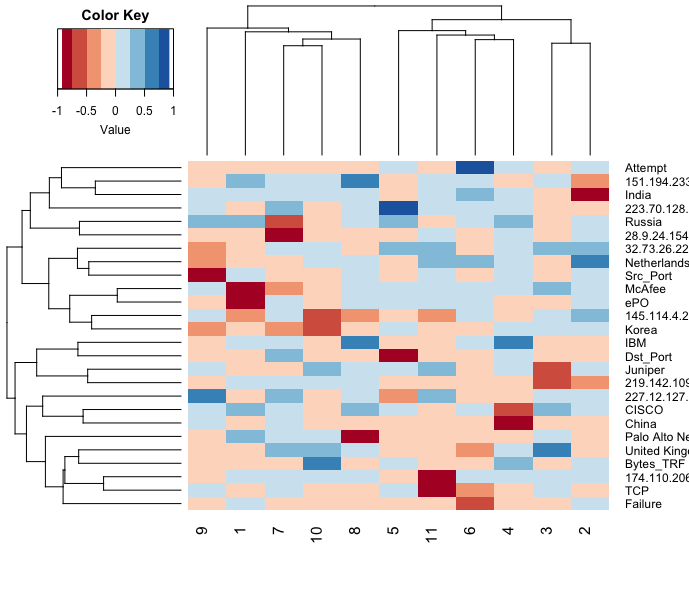 Color Key
-1 -0.5 0 0.5 1
Value
Attempt
151.194.233
India
223.70.128.
Russia
28.9.24.154
32.73.26.22
Netherlands
Src_Port
McAfee
ePO
145.114.4.2
Korea
IBM
Dst_Port
Juniper
219.142.109
227.12.127.
CISCO
China
Palo Alto Ne
United Kingd
Bytes_TRF
174.110.206
TCP
Failure
9 1 7 10 8 5 11 6 4 3 2